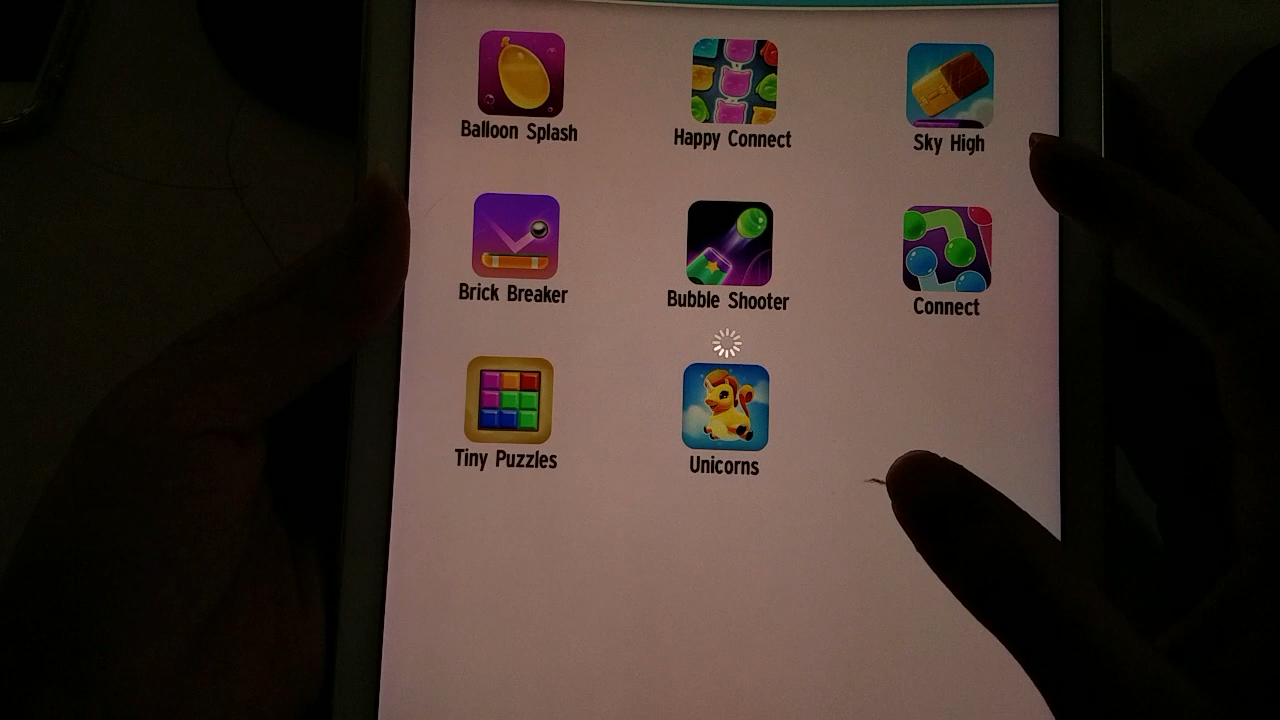 Balloon Splash
Happy Connect
Sky High
Brick Breaker
Bubble Shooter
Connect
Tiny Puzzles
Unicorns